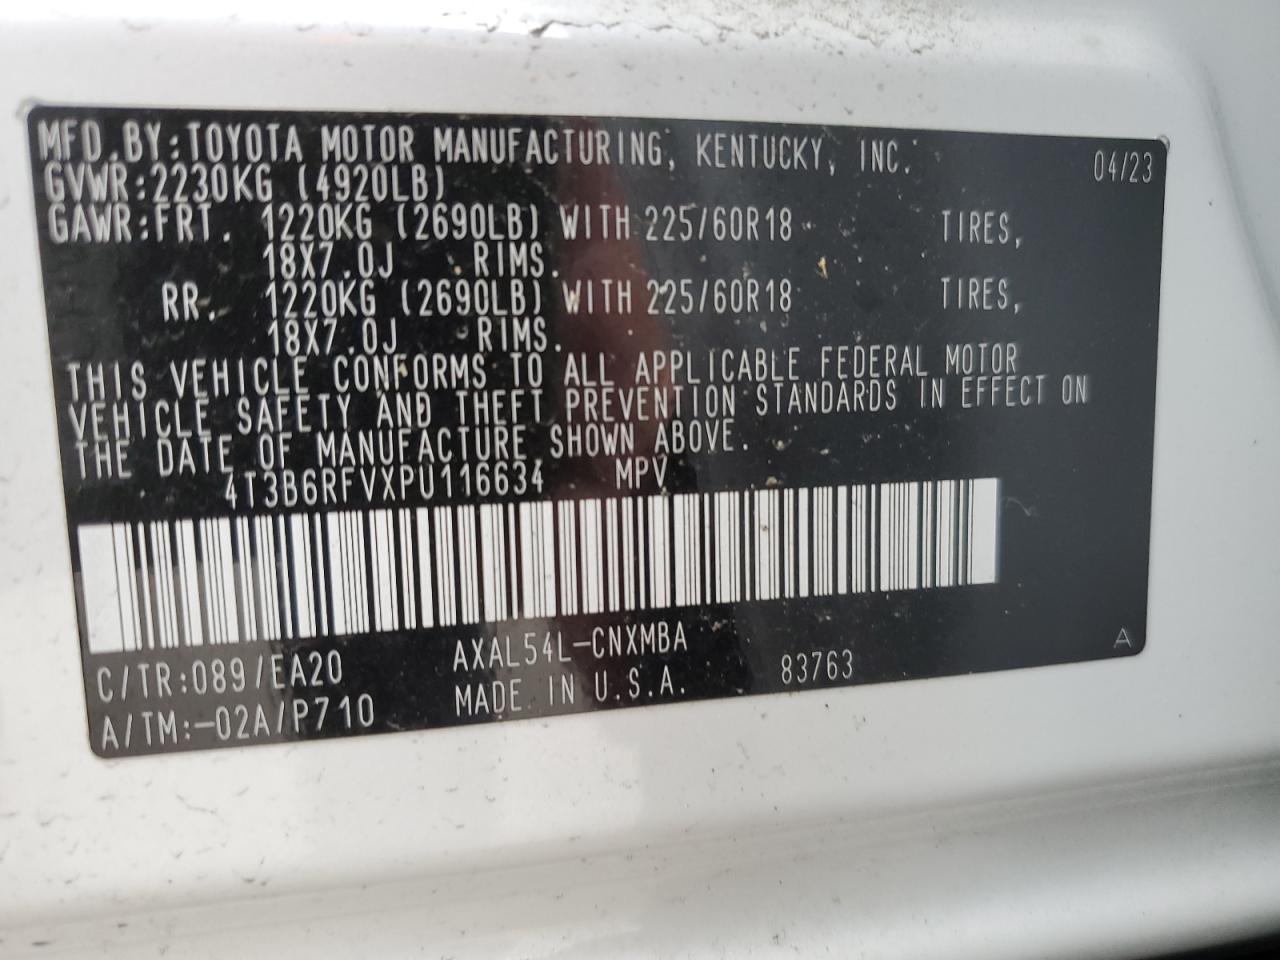 MFD.BY:TOYOTA MOTOR MANUFACTURING, KENTUCKY, INC. 04/23
GVWR:2230KG (4920LB)
GAWR:FRT. 1220KG (2690LB) WITH 225/60R18 TIRES,
18X7.0J RIMS.
RR. 1220KG (2690LB) WITH 225/60R18 TIRES,
18X7.0J RIMS.
THIS VEHICLE CONFORMS TO ALL APPLICABLE FEDERAL MOTOR
VEHICLE SAFETY AND THEFT PREVENTION STANDARDS IN EFFECT ON
THE DATE OF MANUFACTURE SHOWN ABOVE.
4T3B6RFVXPU116634 MPV
C/TR:089/EA20 AXAL54L-CNXMBA A
A/TM:-02A/P710 MADE IN U.S.A. 83763